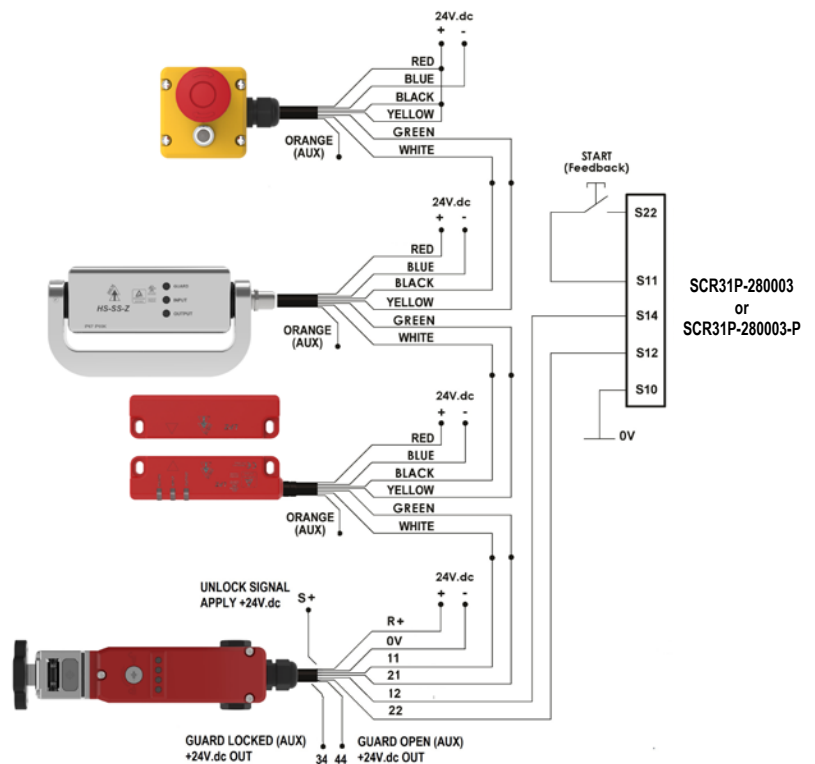 24V.dc
+ -
RED
BLUE
BLACK
YELLOW
GREEN
WHITE
ORANGE
(AUX)
START
(Feedback)
S22
S11
S14
S12
S10
0V
SCR31P-280003
or
SCR31P-280003-P
24V.dc
+ -
RED
BLUE
BLACK
YELLOW
GREEN
WHITE
ORANGE
(AUX)
HS-SS-Z
GUARD
INPUT
OUTPUT
24V.dc
+ -
RED
BLUE
BLACK
YELLOW
GREEN
WHITE
ORANGE
(AUX)
UNLOCK SIGNAL
APPLY +24V.dc
S+
24V.dc
+ -
R+
0V
11
21
12
22
GUARD LOCKED (AUX)
+24V.dc OUT
34
44
GUARD OPEN (AUX)
+24V.dc OUT